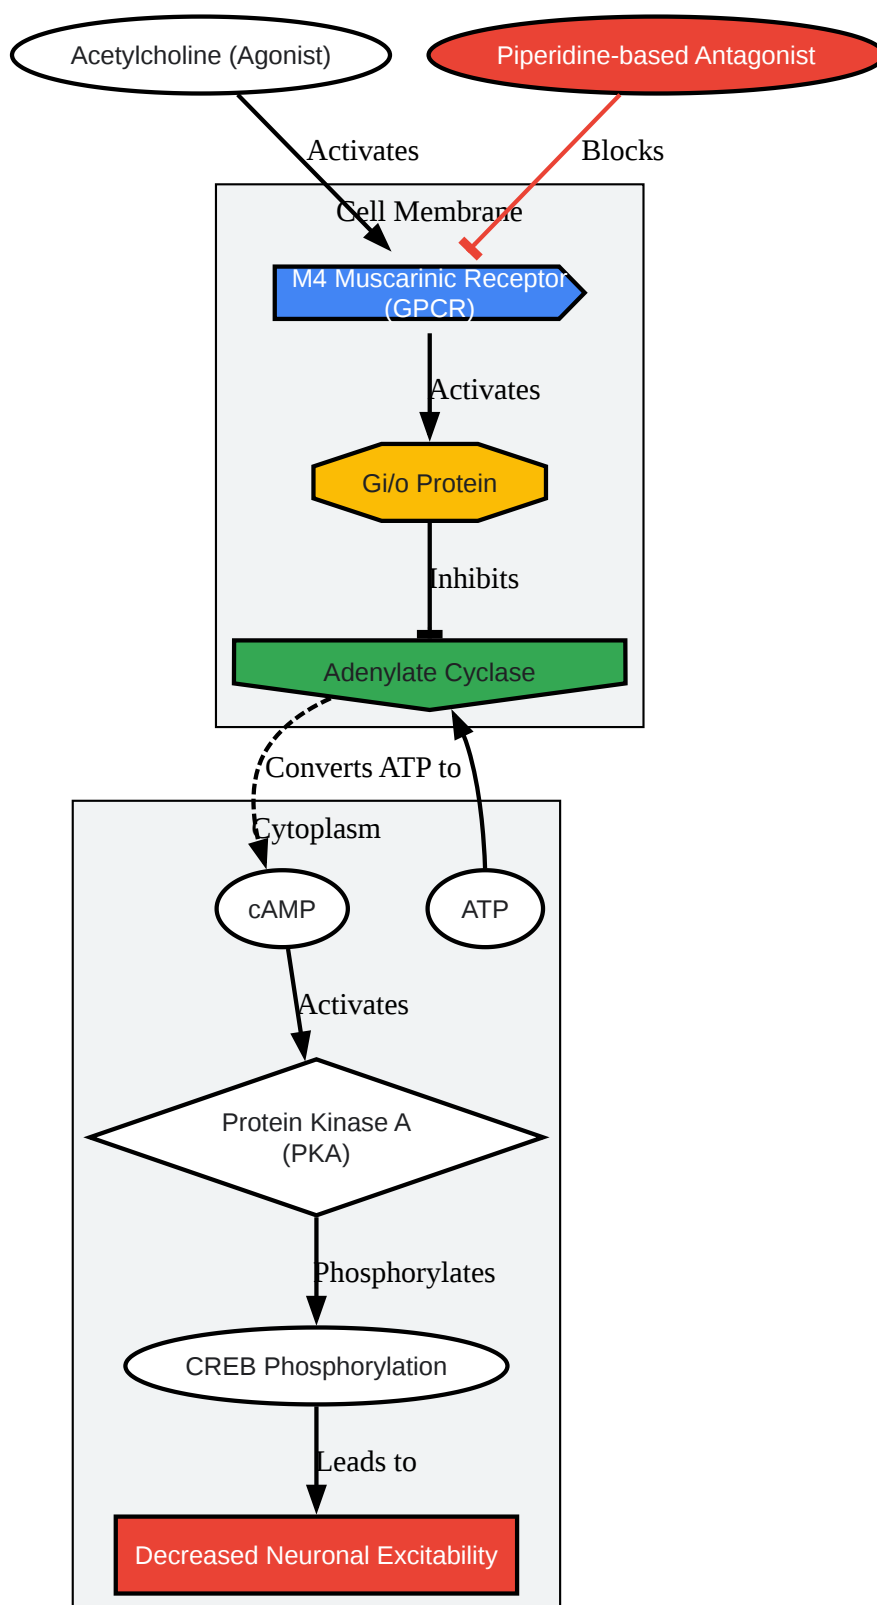 Acetylcholine (Agonist)
Piperidine-based Antagonist
Activates
Blocks
Cell Membrane
M4 Muscarinic Receptor
(GPCR)
Activates
Gi/o Protein
Inhibits
Adenylate Cyclase
Converts ATP to
Cytoplasm
cAMP
ATP
Activates
Protein Kinase A
(PKA)
Phosphorylates
CREB Phosphorylation
Leads to
Decreased Neuronal Excitability